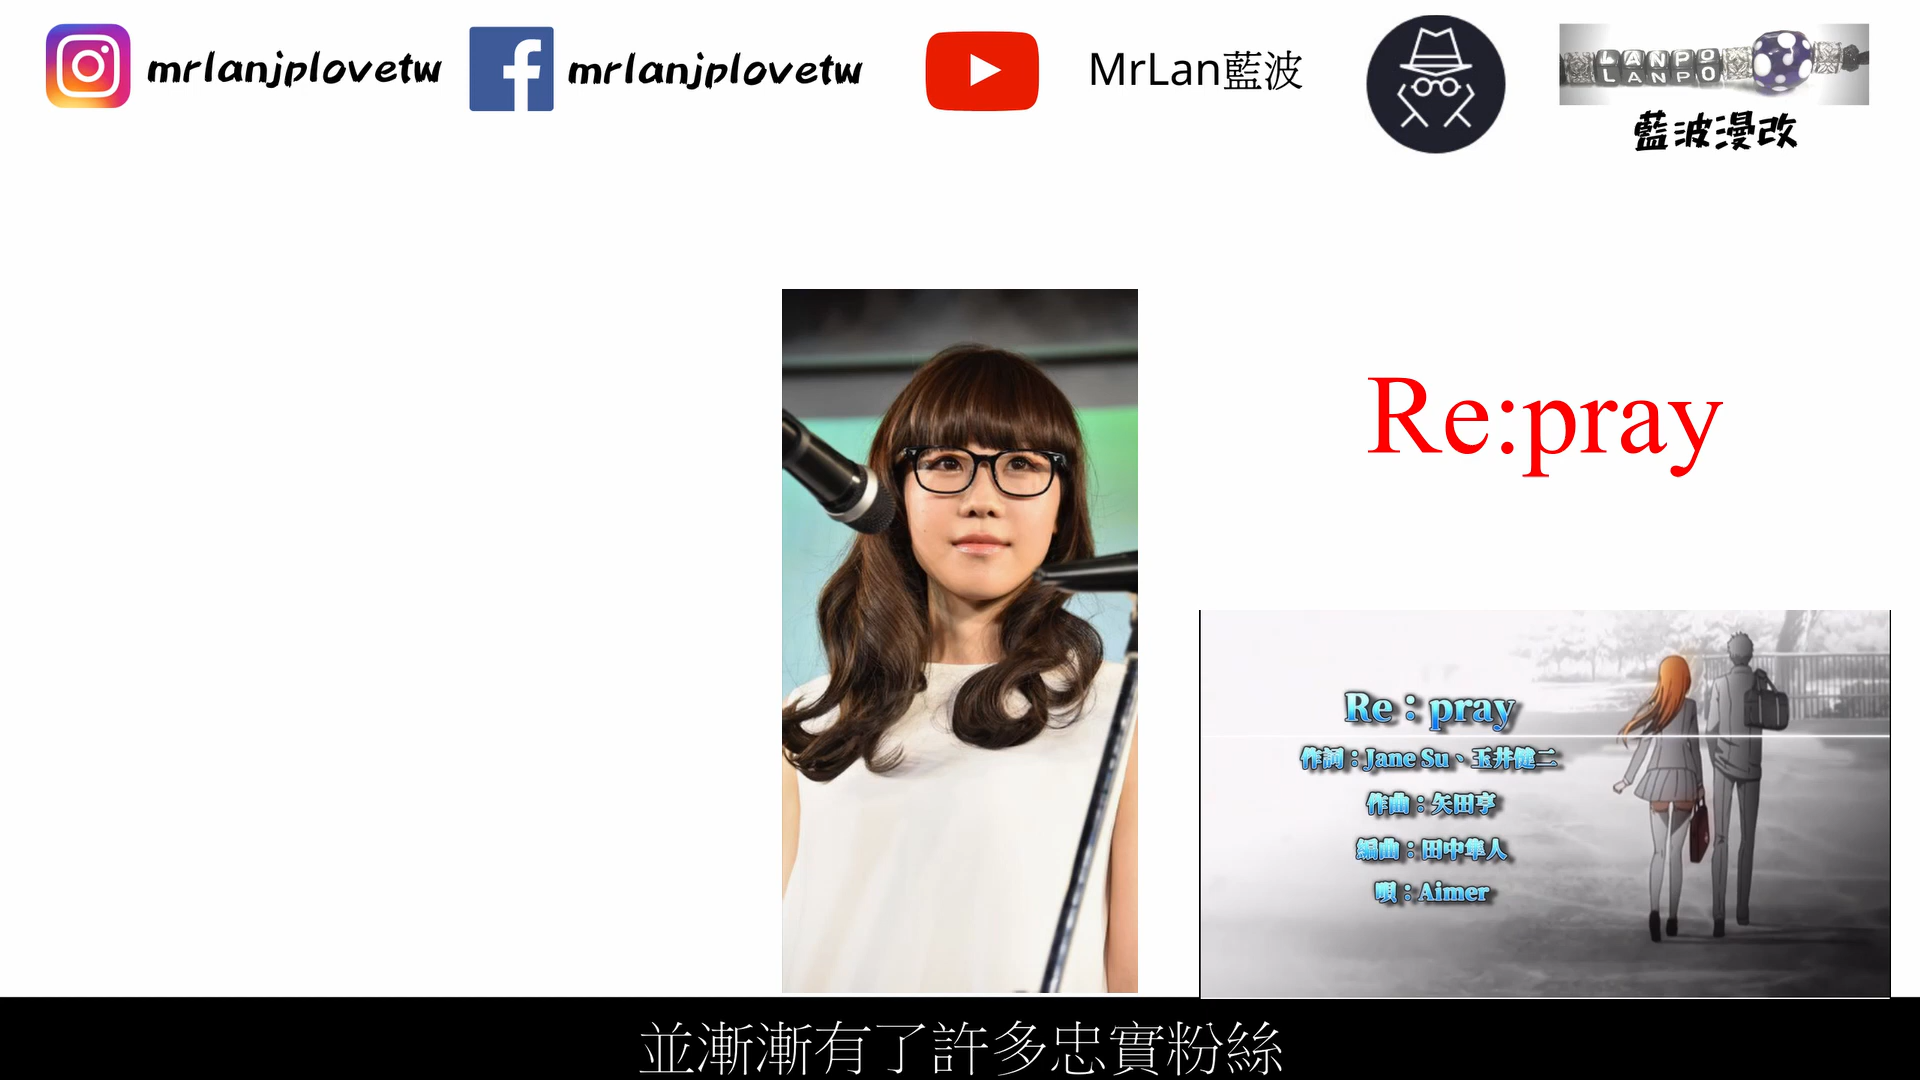 mrlanjplovetw
mrlanjplovetw
MrLan藍波
LANPO
LANPO
藍波漫改
Re:pray
Re：pray
作詞：Jane Su、玉井健二
作曲：矢田亨
編曲：田中隼人
唄：Aimer
並漸漸有了許多忠實粉絲